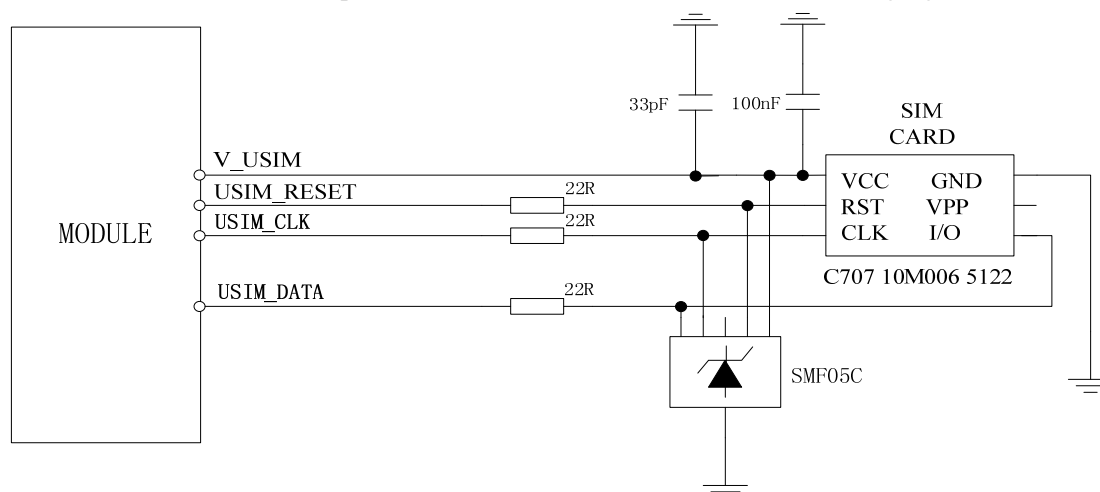 33pF
100nF
SIM
CARD
V_USIM
USIM_RESET
22R
USIM_CLK
22R
MODULE
VCC GND
RST VPP
CLK I/O
C707 10M006 5122
USIM_DATA
22R
SMF05C